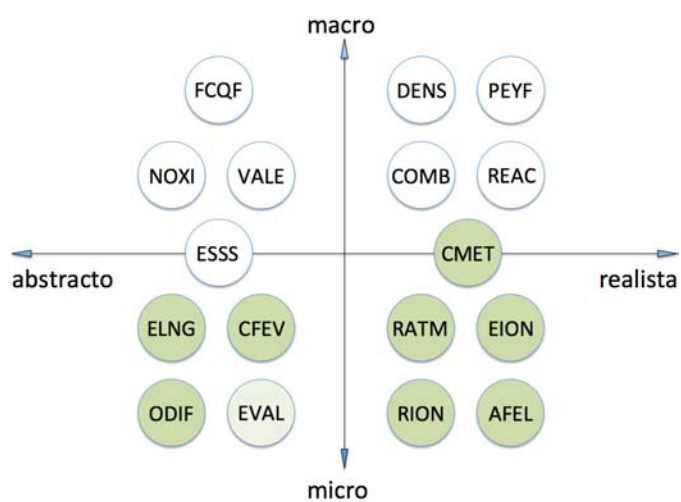 macro
FCQF DENS PEYF
NOXI VALE COMB REAC
ESSS CMET
abstracto realista
ELNG CFEV RATM EION
ODIF EVAL RION AFEL
micro